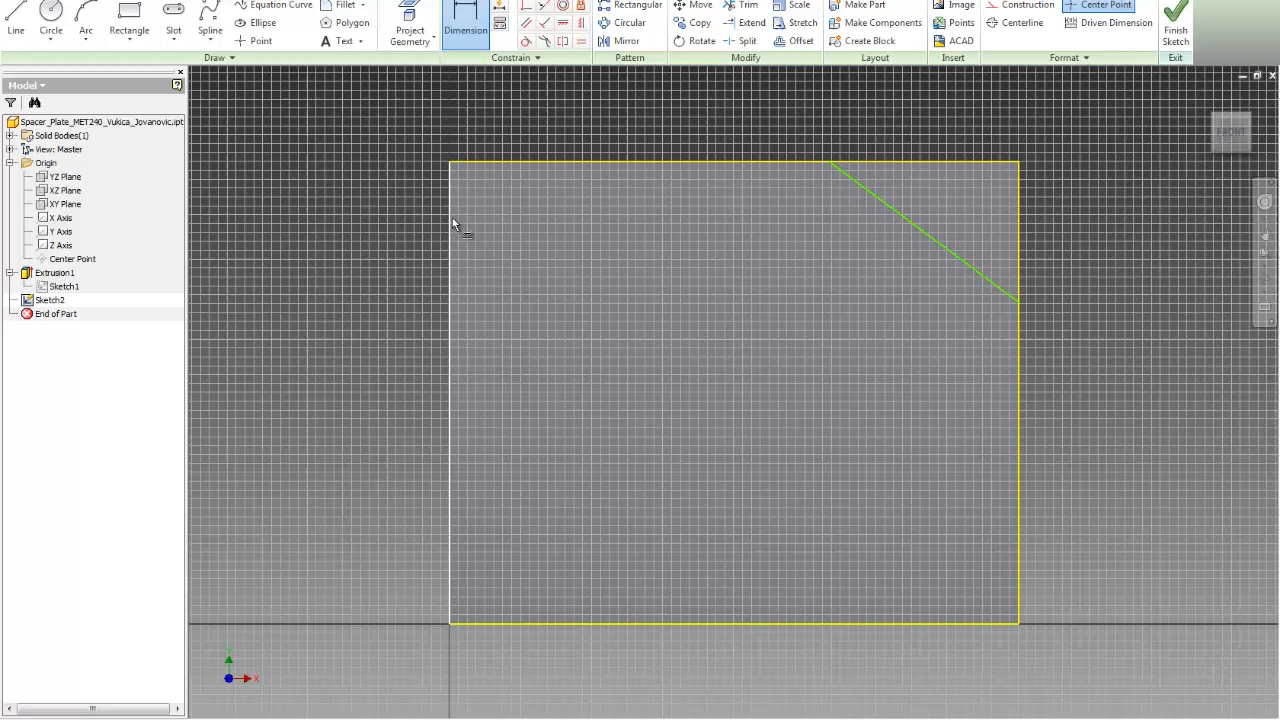 Equation Curve Fillet Rectangular Move Trim Scale Make Part Image Construction Center Point
Line Circle Arc Rectangle Slot Spline Ellipse Polygon Project Geometry Dimension Circular Copy Extend Stretch Make Components Points Centerline Driven Dimension Finish Sketch
Point Text Mirror Rotate Split Offset Create Block ACAD
Draw Constrain Pattern Modify Layout Insert Format Exit
Model
Spacer_Plate_MET240_Vukica_Jovanovic.ipt
Solid Bodies(1)
View: Master
Origin
YZ Plane
XZ Plane
XY Plane
X Axis
Y Axis
Z Axis
Center Point
Extrusion1
Sketch1
Sketch2
End of Part
FRONT
Y
X